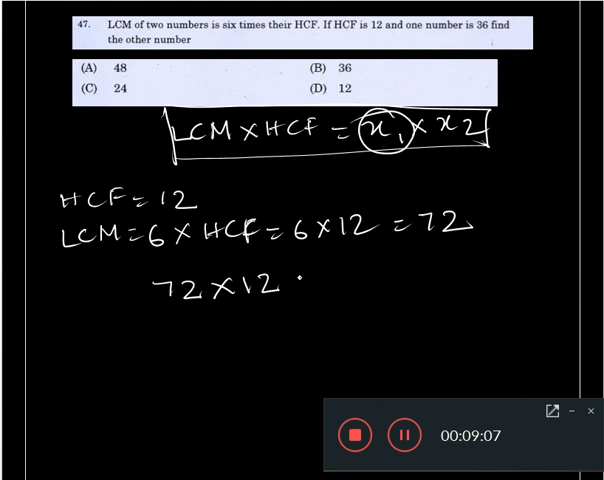 47. LCM of two numbers is six times their HCF. If HCF is 12 and one number is 36 find
the other number
(A) 48 (B) 36
(C) 24 (D) 12
LCM × HCF = x₁ × x2
HCF = 12
LCM = 6 × HCF = 6 × 12 = 72
72 × 12
00:09:07